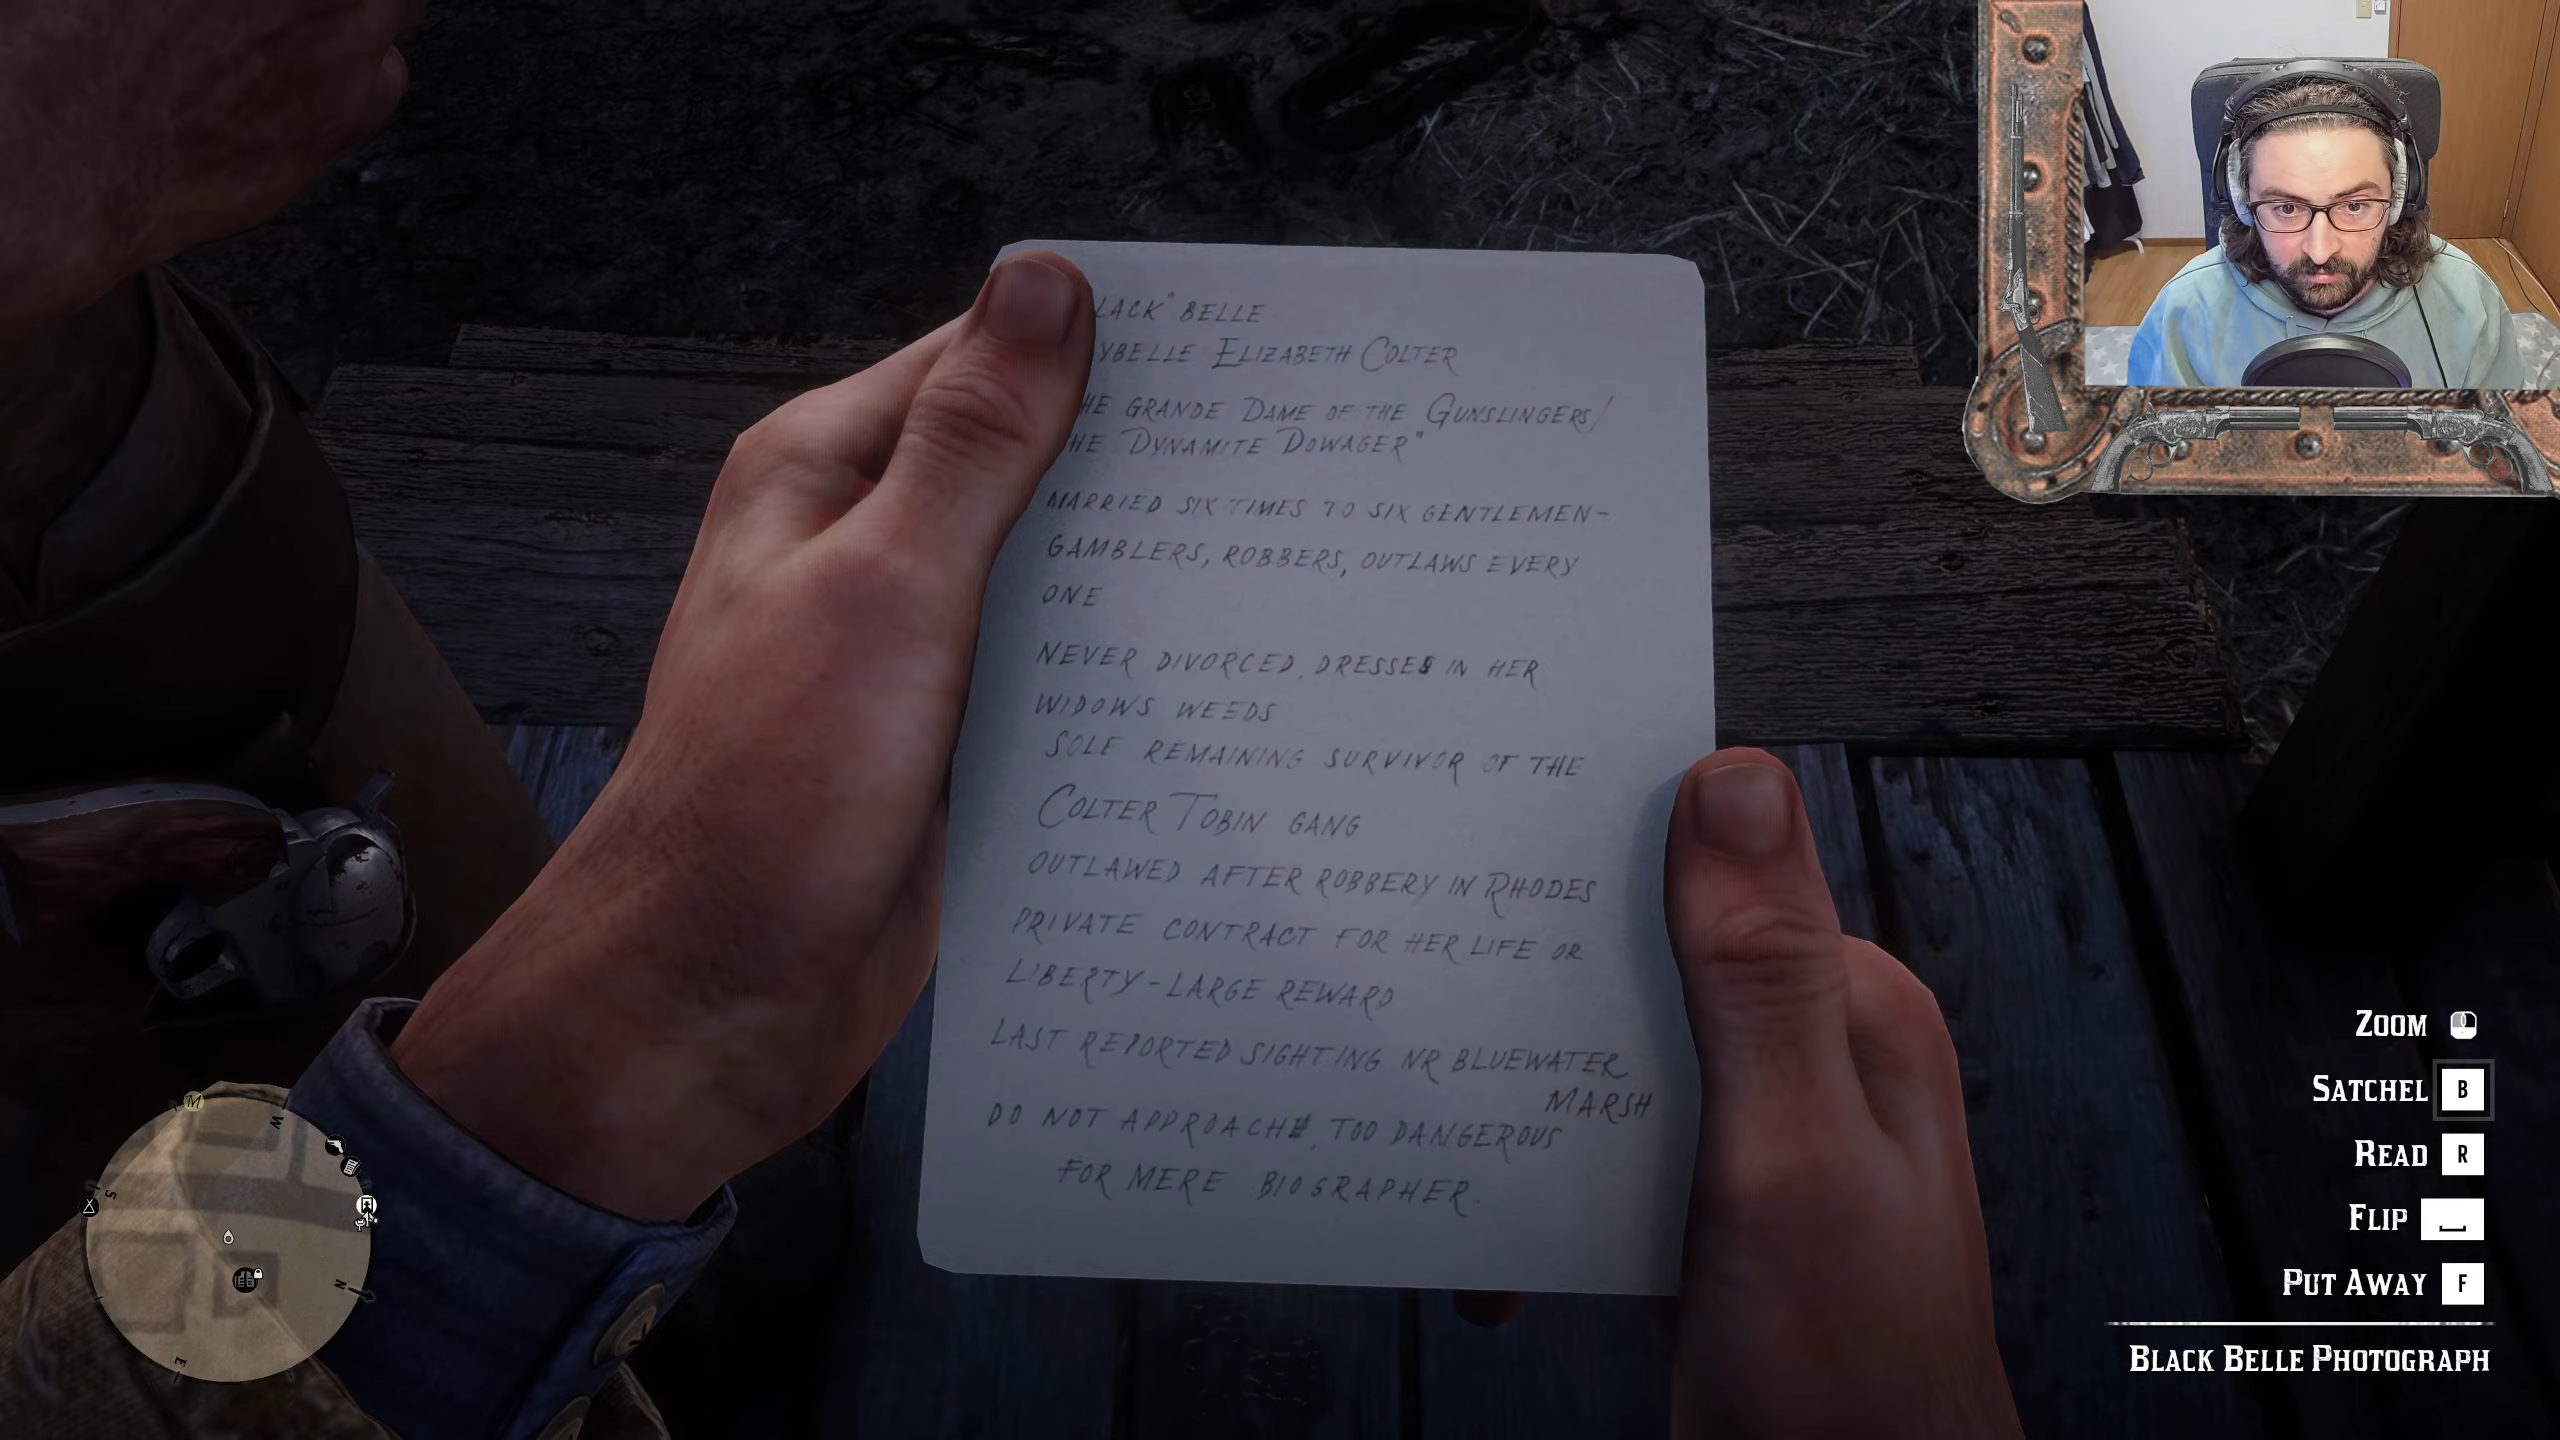 LACK" BELLE
YBELLE ELIZABETH COLTER
HE GRANDE DAME OF THE GUNSLINGERS/
HE "DYNAMITE DOWAGER"
MARRIED SIX TIMES TO SIX GENTLEMEN-
GAMBLERS, ROBBERS, OUTLAWS EVERY
ONE
NEVER DIVORCED. DRESSES IN HER
WIDOWS WEEDS
SOLE REMAINING SURVIVOR OF THE
COLTER TOBIN GANG
OUTLAWED AFTER ROBBERY IN RHODES
PRIVATE CONTRACT FOR HER LIFE OR
LIBERTY - LARGE REWARD
LAST REPORTED SIGHTING NR BLUEWATER
MARSH
DO NOT APPROACH. TOO DANGEROUS
FOR MERE BIOGRAPHER.
ZOOM
SATCHEL B
READ R
FLIP
PUT AWAY F
BLACK BELLE PHOTOGRAPH
M
W
S
N
E